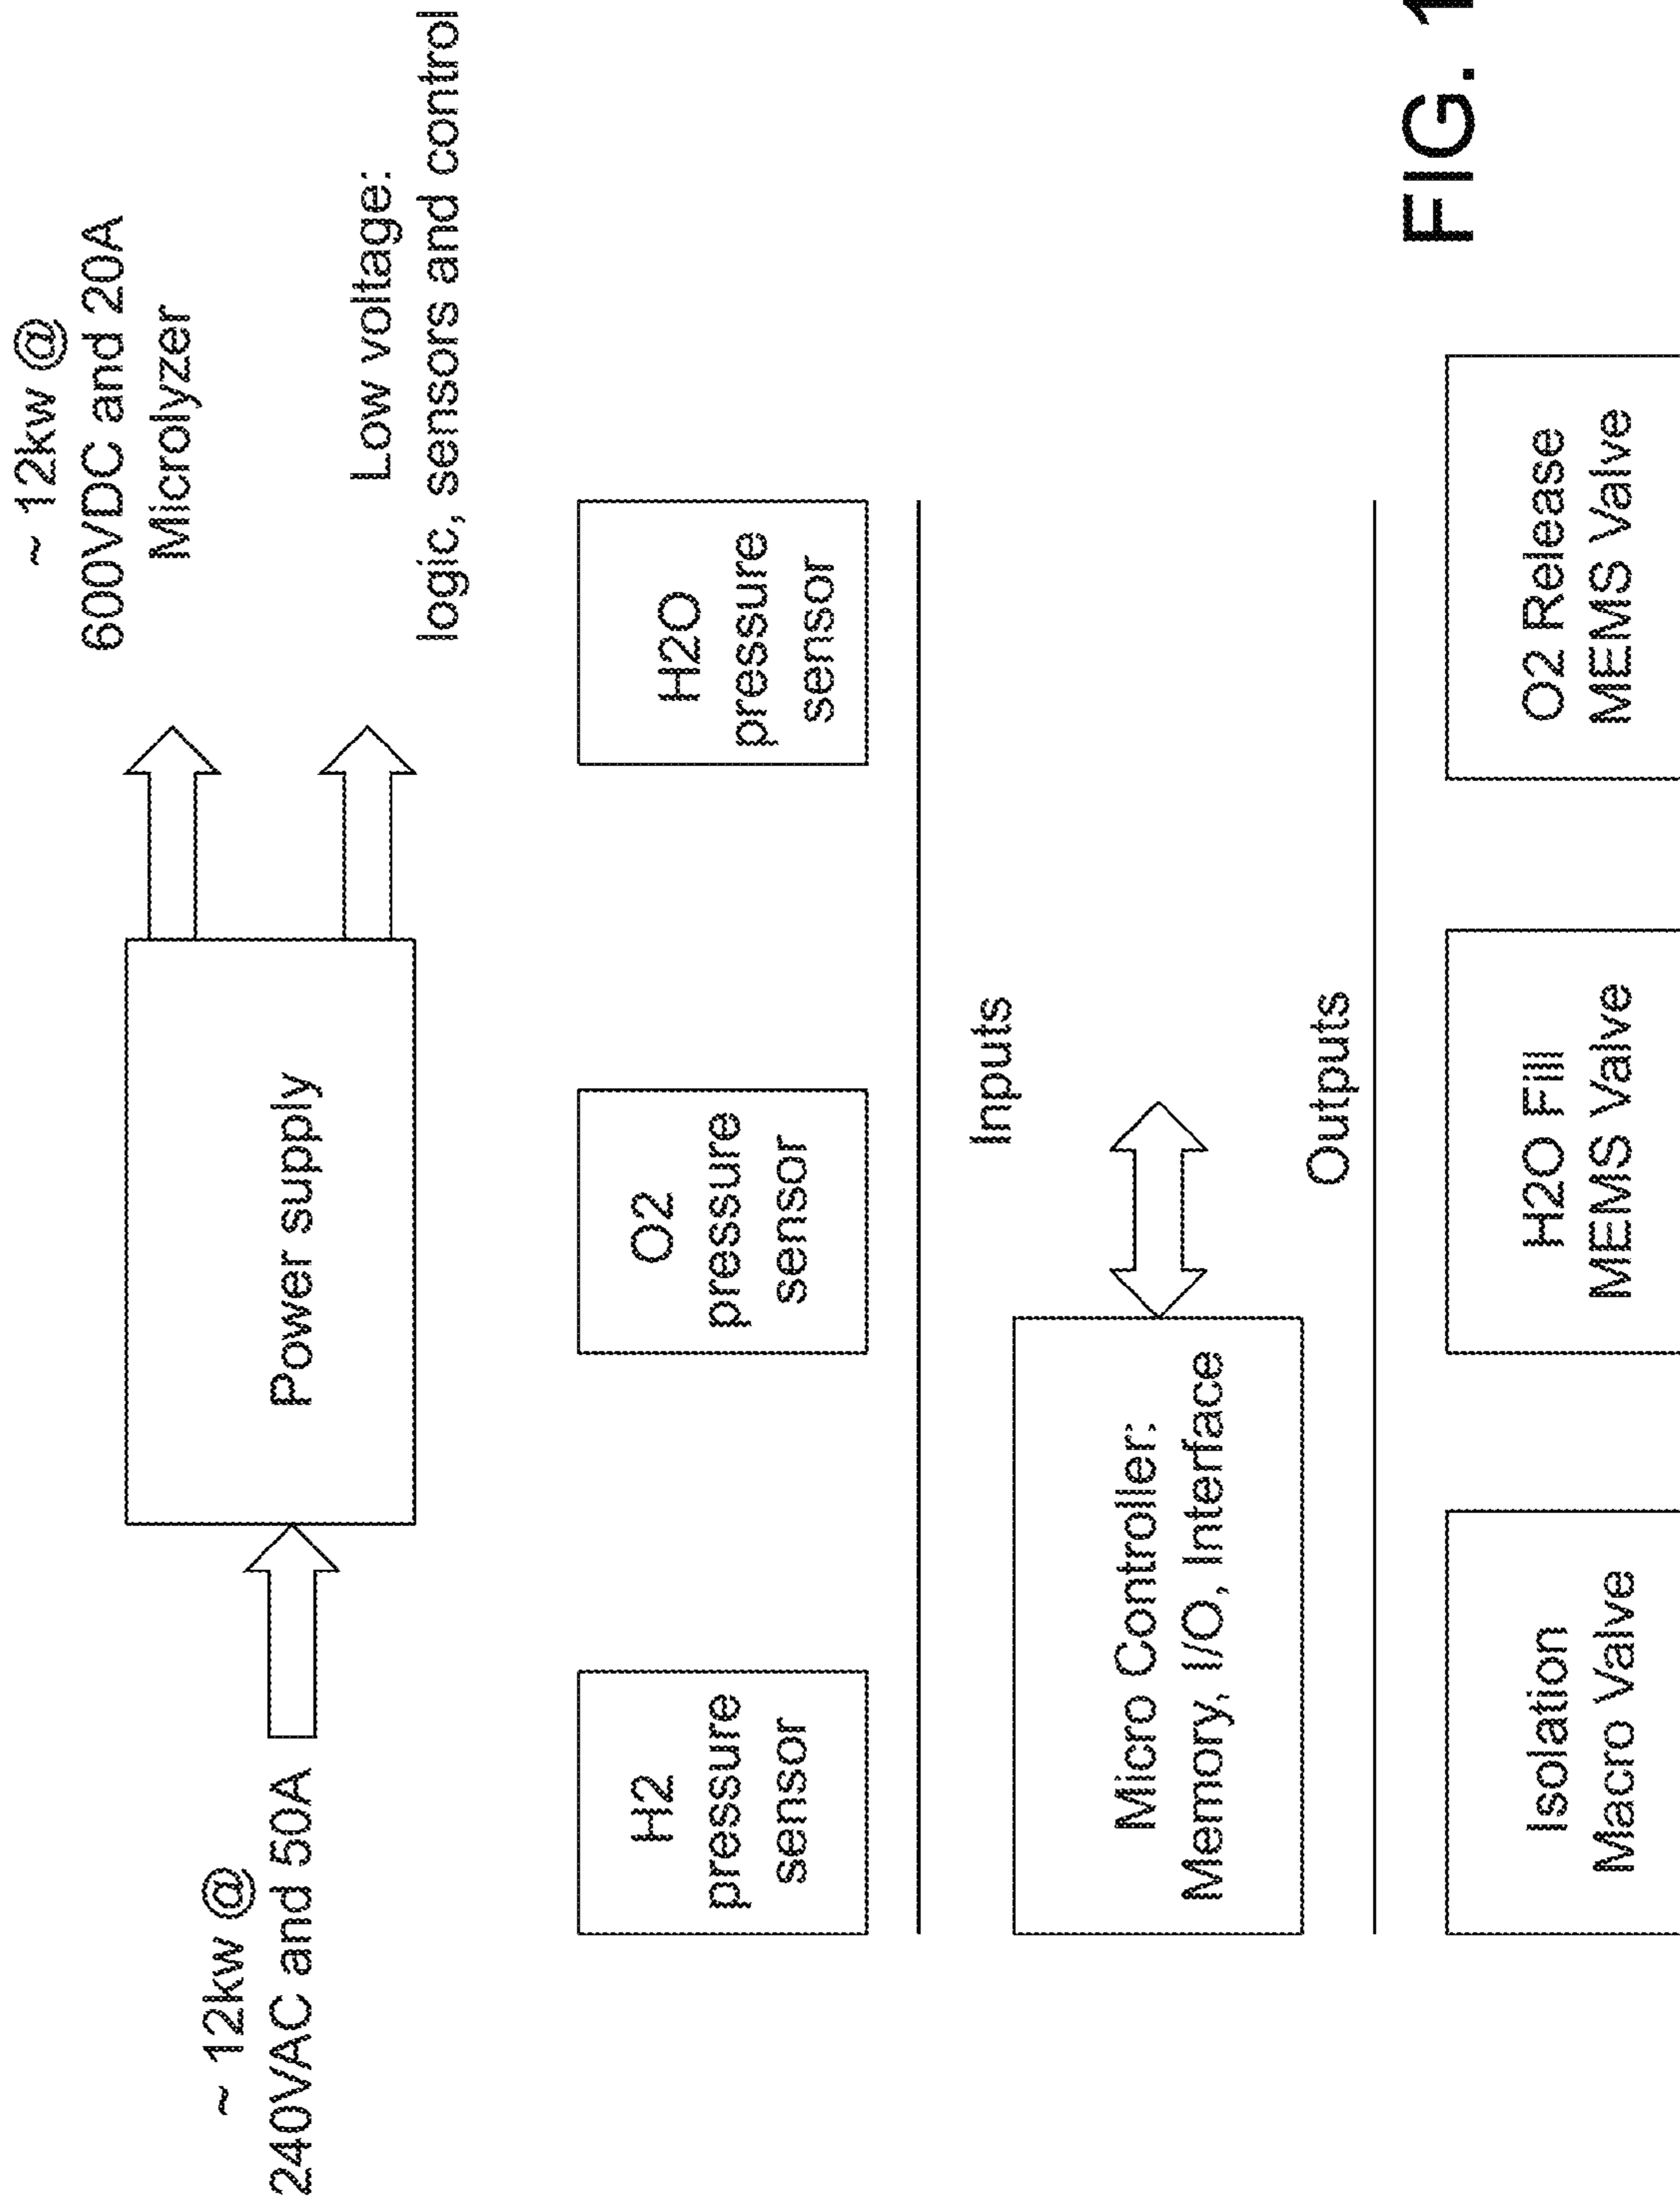 ~ 12kw @
240VAC and 50A
Power supply
~ 12kw @
600VDC and 20A
Microlyzer
Low voltage:
logic, sensors and control
H2
pressure
sensor
O2
pressure
sensor
H2O
pressure
sensor
Inputs
Micro Controller:
Memory, I/O, Interface
Outputs
Isolation
Macro Valve
H2O Fill
MEMS Valve
O2 Release
MEMS Valve
FIG.